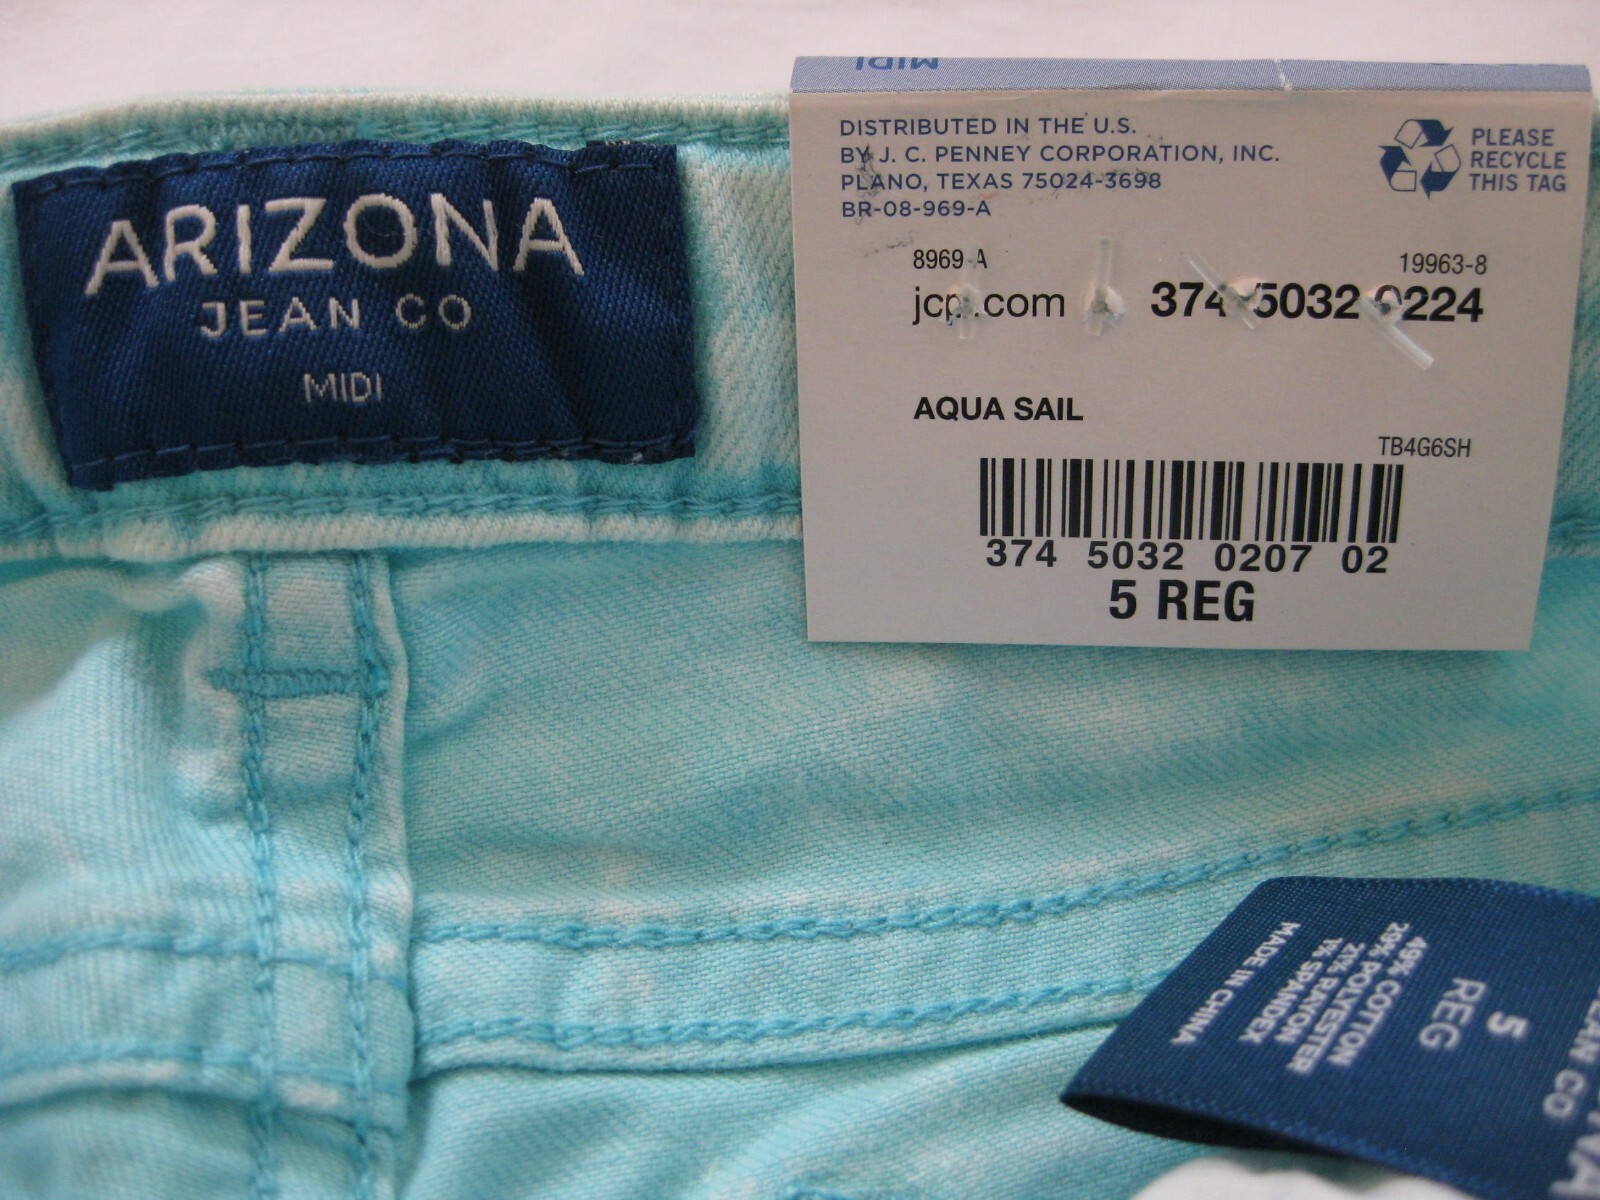 ARIZONA
JEAN CO
MIDI
MIDI
DISTRIBUTED IN THE U.S.
BY J. C. PENNEY CORPORATION, INC.
PLANO, TEXAS 75024-3698
BR-08-969-A
PLEASE
RECYCLE
THIS TAG
8969 A
19963-8
jcp.com
374 5032 0224
AQUA SAIL
TB4G6SH
374 5032 0207 02
5 REG
JEAN CO
5
REG
49% COTTON
29% POLYESTER
21% RAYON
1% SPANDEX
MADE IN CHINA